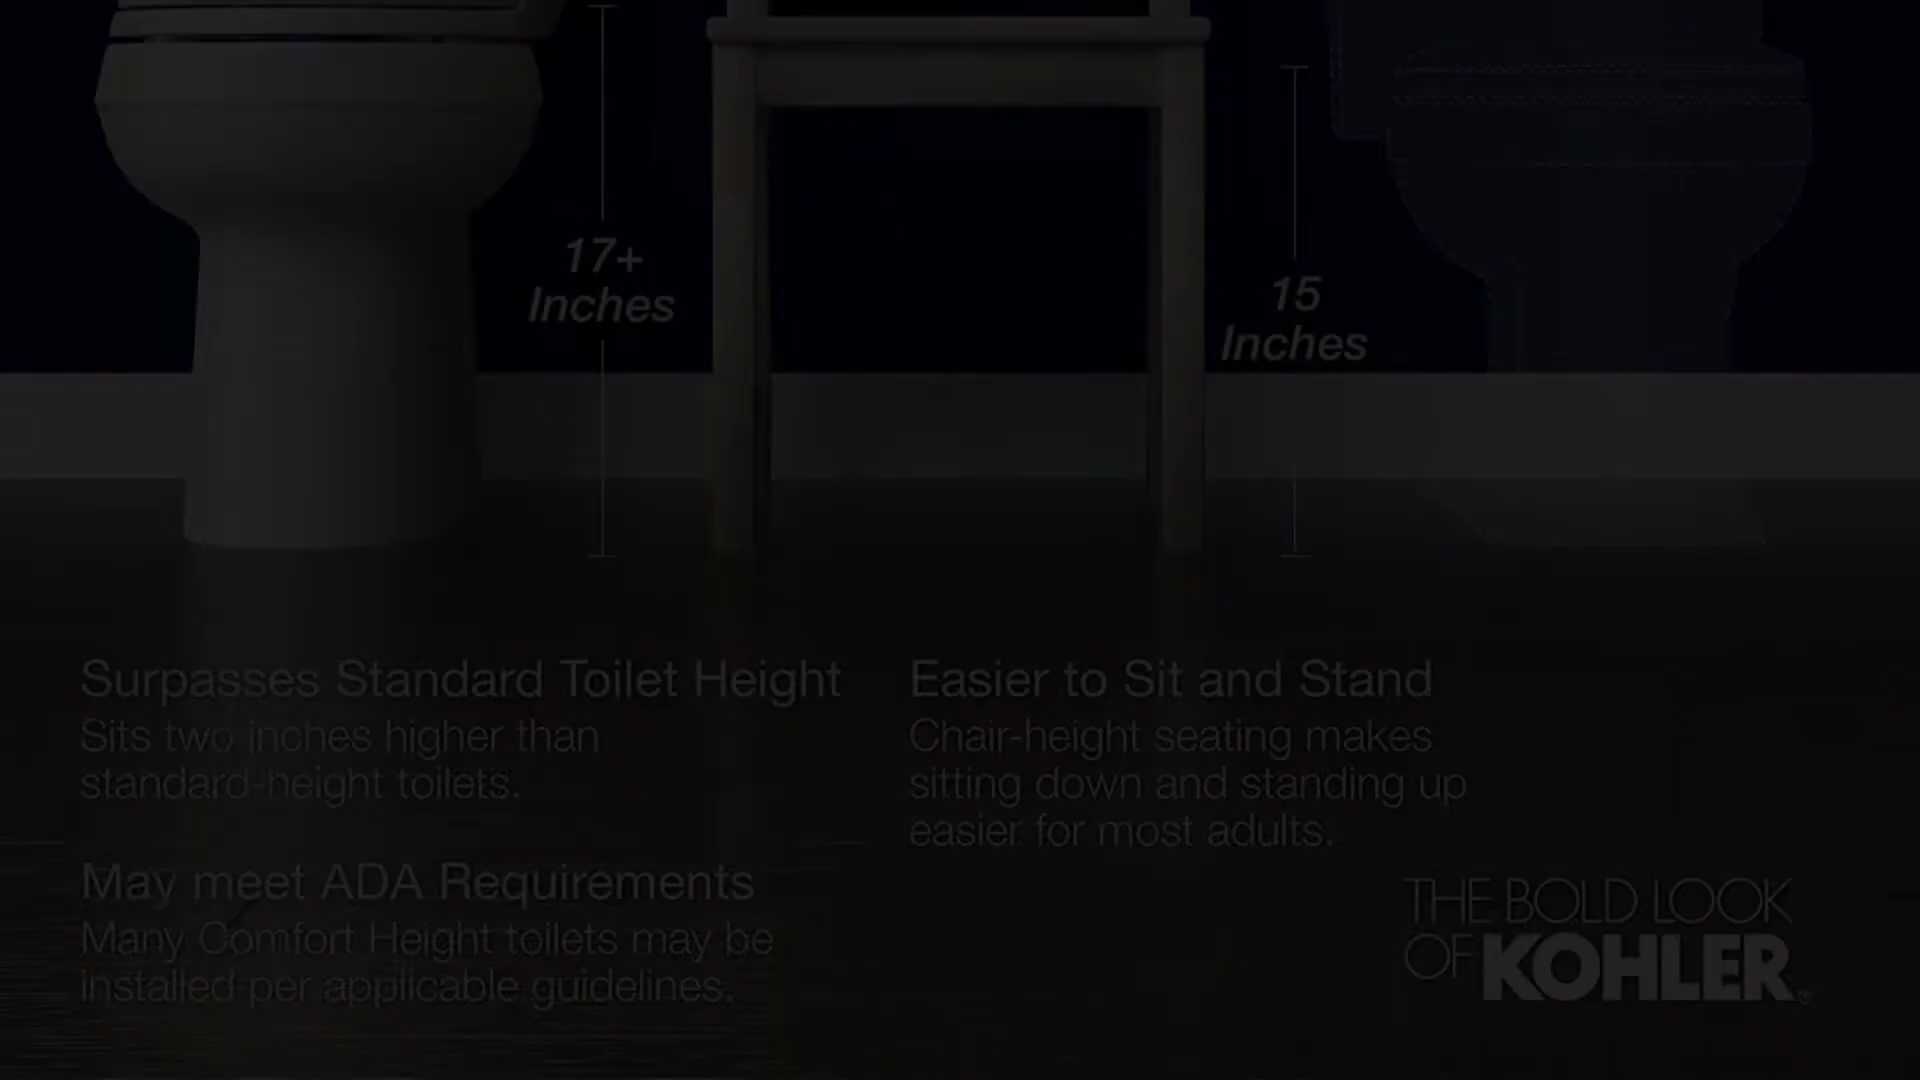 17+
Inches
15
Inches
Surpasses Standard Toilet Height
Sits two inches higher than
standard-height toilets.
May meet ADA Requirements
Many Comfort Height toilets may be
installed per applicable guidelines.
Easier to Sit and Stand
Chair-height seating makes
sitting down and standing up
easier for most adults.
THE BOLD LOOK
OF KOHLER®